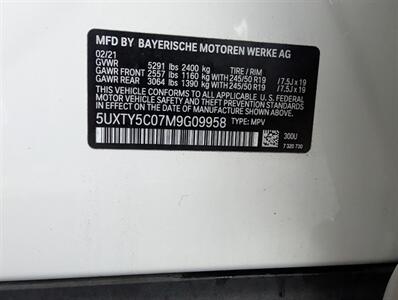 MFD BY BAYERISCHE MOTOREN WERKE AG
02/21 TIRE / RIM
GVWR 5291 lbs 2400 kg
GAWR FRONT 2557 lbs 1160 kg WITH 245/50 R19 / 7.5J x 19
GAWR REAR 3064 lbs 1390 kg WITH 245/50 R19 / 7.5J x 19
THIS VEHICLE CONFORMS TO ALL APPLICABLE U.S. FEDERAL
MOTOR VEHICLE SAFETY, BUMPER, AND THEFT PREVENTION
STANDARDS IN EFFECT ON THE DATE OF MANUFACTURE
SHOWN ABOVE.
5UXTY5C07M9G09958 TYPE: MPV 300U
7 320 730